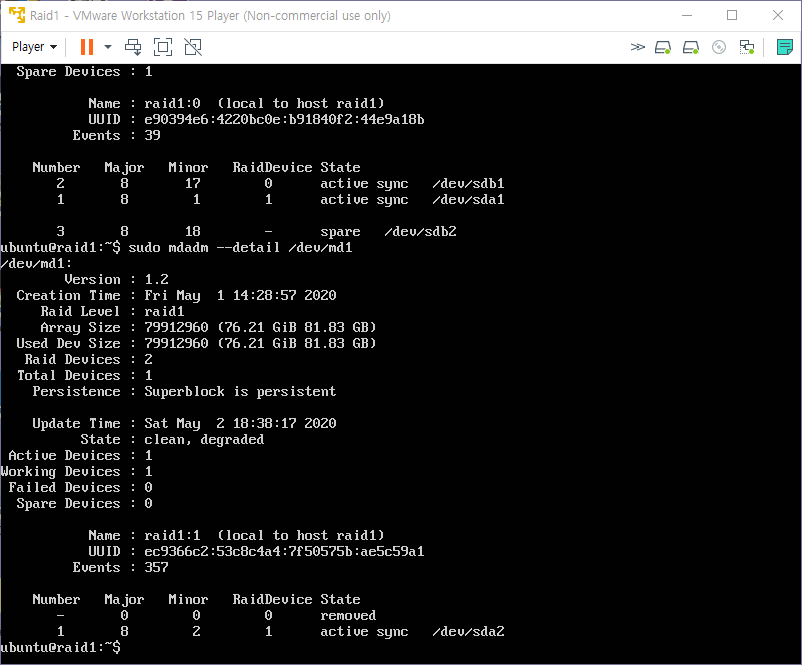 Raid1 - VMware Workstation 15 Player (Non-commercial use only)
Player
Spare Devices : 1
Name : raid1:0  (local to host raid1)
UUID : e90394e6:4220bc0e:b91840f2:44e9a18b
Events : 39
Number   Major   Minor   RaidDevice State
2       8       17        0      active sync   /dev/sdb1
1       8        1        1      active sync   /dev/sda1
3       8       18        -      spare   /dev/sdb2
ubuntu@raid1:~$ sudo mdadm --detail /dev/md1
/dev/md1:
Version : 1.2
Creation Time : Fri May  1 14:28:57 2020
Raid Level : raid1
Array Size : 79912960 (76.21 GiB 81.83 GB)
Used Dev Size : 79912960 (76.21 GiB 81.83 GB)
Raid Devices : 2
Total Devices : 1
Persistence : Superblock is persistent
Update Time : Sat May  2 18:38:17 2020
State : clean, degraded
Active Devices : 1
Working Devices : 1
Failed Devices : 0
Spare Devices : 0
Name : raid1:1  (local to host raid1)
UUID : ec9366c2:53c8c4a4:7f50575b:ae5c59a1
Events : 357
Number   Major   Minor   RaidDevice State
-       0        0        0      removed
1       8        2        1      active sync   /dev/sda2
ubuntu@raid1:~$